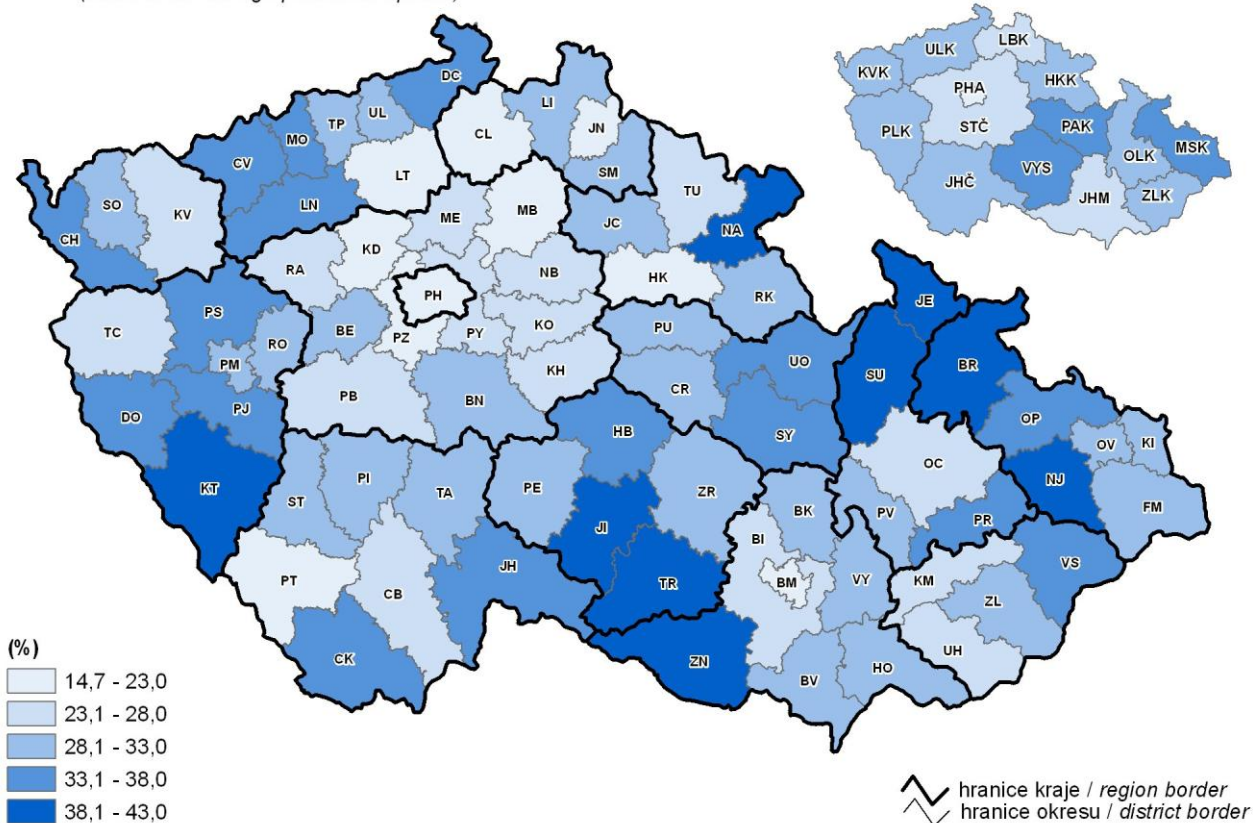 DC
LI
JN
CL
UL
TP
MO
CV
LT
SM
LN
TU
SO
KV
CH
ME
MB
JC
NA
KD
RA
NB
HK
PH
RK
PS
TC
BE
PZ
PY
KO
PU
RO
PM
KH
UO
PB
BN
CR
DO
PJ
HB
SY
JE
SU
BR
OP
OV
KI
KT
ST
PI
TA
PE
ZR
OC
NJ
FM
JI
BK
PV
PR
BI
PT
CB
JH
TR
BM
VY
KM
VS
ZL
CK
ZN
BV
HO
UH
ULK
LBK
KVK
HKK
PHA
STČ
PLK
PAK
MSK
OLK
VYS
JHČ
JHM
ZLK
(%)
14,7 - 23,0
23,1 - 28,0
28,1 - 33,0
33,1 - 38,0
38,1 - 43,0
hranice kraje / region border
hranice okresu / district border